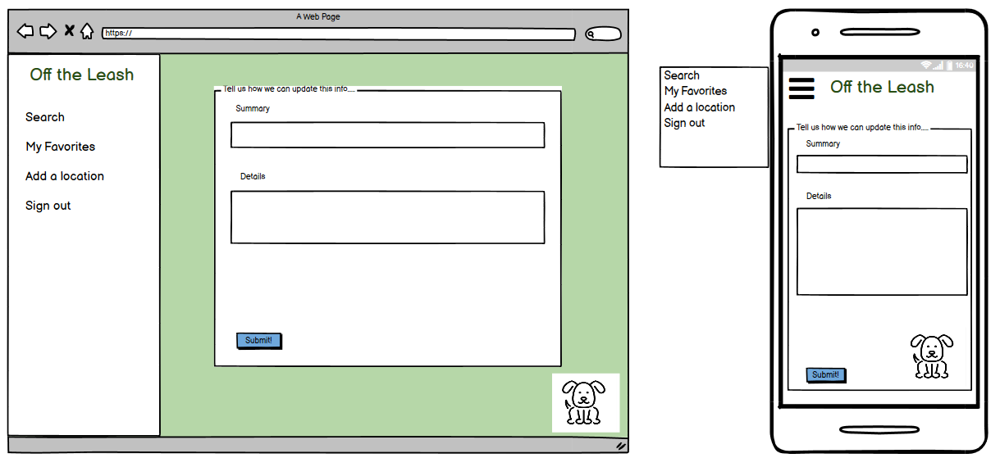 A Web Page
https://
Off the Leash
Search
My Favorites
Add a location
Sign out
Tell us how we can update this info.....
Summary
Details
Submit!
Search
My Favorites
Add a location
Sign out
16:40
Off the Leash
Tell us how we can update this info.....
Summary
Details
Submit!